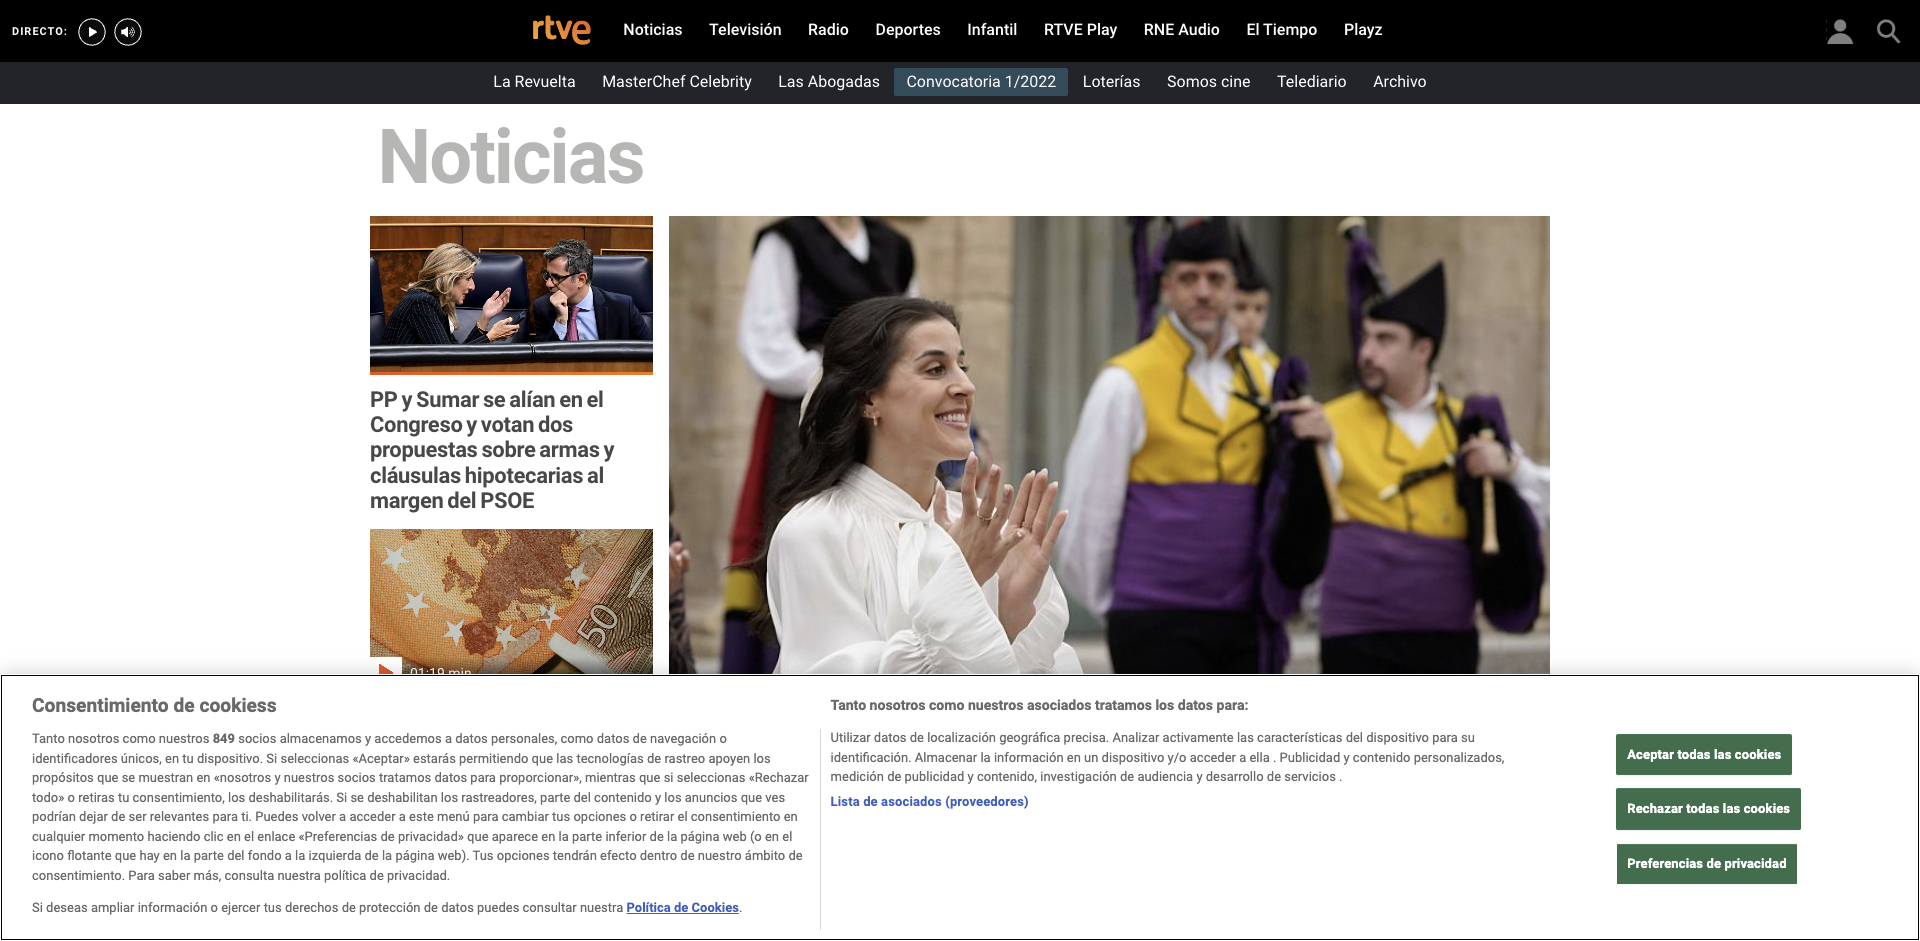 DIRECTO:
rtve
Noticias Televisión Radio Deportes Infantil RTVE Play RNE Audio El Tiempo Playz
La Revuelta MasterChef Celebrity Las Abogadas Convocatoria 1/2022 Loterías Somos cine Telediario Archivo
Noticias
PP y Sumar se alían en el
Congreso y votan dos
propuestas sobre armas y
cláusulas hipotecarias al
margen del PSOE
50
01:19 min
Consentimiento de cookiess
Tanto nosotros como nuestros 849 socios almacenamos y accedemos a datos personales, como datos de navegación o
identificadores únicos, en tu dispositivo. Si seleccionas «Aceptar» estarás permitiendo que las tecnologías de rastreo apoyen los
propósitos que se muestran en «nosotros y nuestros socios tratamos datos para proporcionar», mientras que si seleccionas «Rechazar
todo» o retiras tu consentimiento, los deshabilitarás. Si se deshabilitan los rastreadores, parte del contenido y los anuncios que ves
podrían dejar de ser relevantes para ti. Puedes volver a acceder a este menú para cambiar tus opciones o retirar el consentimiento en
cualquier momento haciendo clic en el enlace «Preferencias de privacidad» que aparece en la parte inferior de la página web (o en el
icono flotante que hay en la parte del fondo a la izquierda de la página web). Tus opciones tendrán efecto dentro de nuestro ámbito de
consentimiento. Para saber más, consulta nuestra política de privacidad.
Si deseas ampliar información o ejercer tus derechos de protección de datos puedes consultar nuestra Política de Cookies.
Tanto nosotros como nuestros asociados tratamos los datos para:
Utilizar datos de localización geográfica precisa. Analizar activamente las características del dispositivo para su
identificación. Almacenar la información en un dispositivo y/o acceder a ella . Publicidad y contenido personalizados,
medición de publicidad y contenido, investigación de audiencia y desarrollo de servicios .
Lista de asociados (proveedores)
Aceptar todas las cookies
Rechazar todas las cookies
Preferencias de privacidad